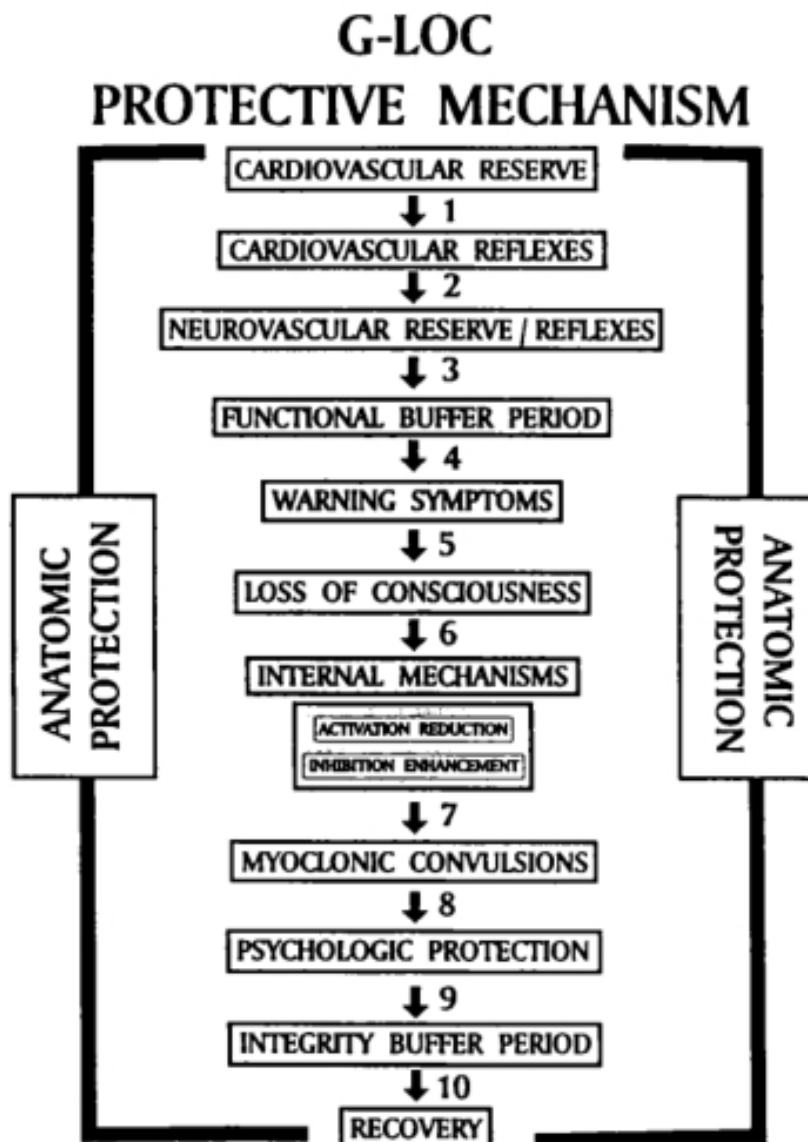 G-LOC
PROTECTIVE MECHANISM
CARDIOVASCULAR RESERVE
1
CARDIOVASCULAR REFLEXES
2
NEUROVASCULAR RESERVE / REFLEXES
3
FUNCTIONAL BUFFER PERIOD
4
WARNING SYMPTOMS
5
LOSS OF CONSCIOUSNESS
6
INTERNAL MECHANISMS
ACTIVATION REDUCTION
INHIBITION ENHANCEMENT
7
MYOCLONIC CONVULSIONS
8
PSYCHOLOGIC PROTECTION
9
INTEGRITY BUFFER PERIOD
10
RECOVERY
ANATOMIC
PROTECTION
ANATOMIC
PROTECTION